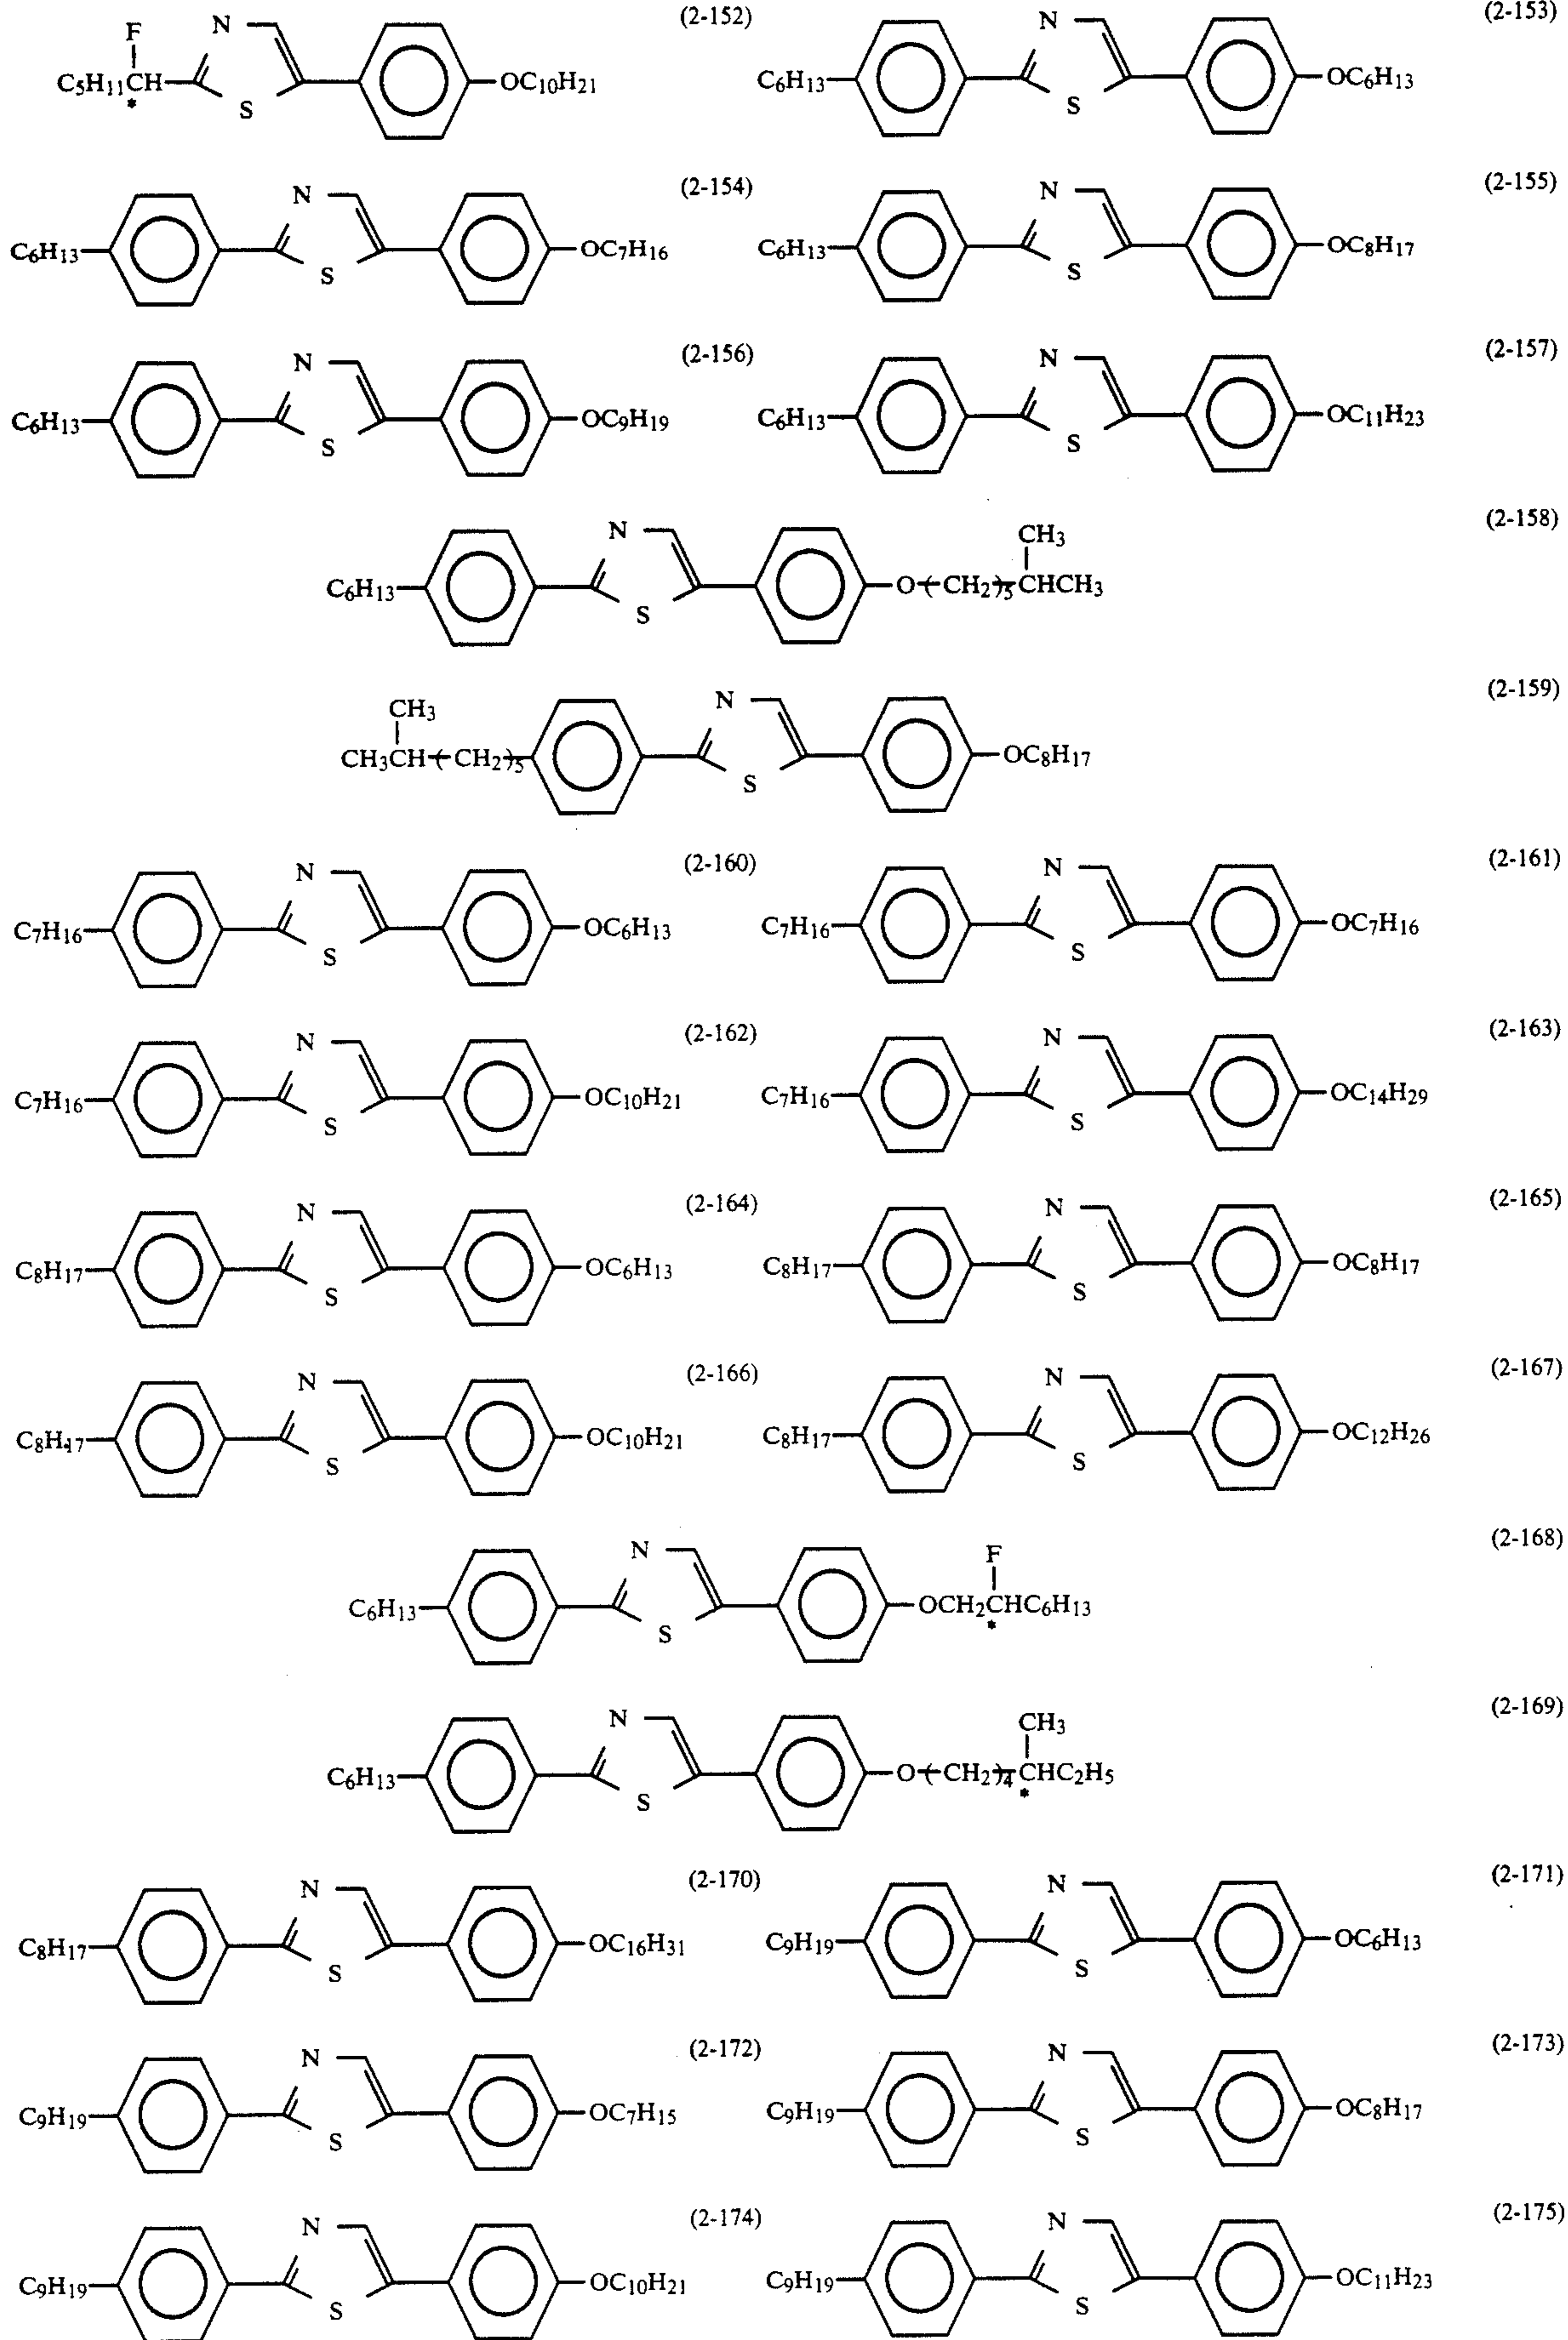 F N (2-152) N (2-153)
C5H11CH S OC10H21 C6H13 S OC6H13
*
N (2-154) N (2-155)
C6H13 S OC7H16 C6H13 S OC8H17
N (2-156) N (2-157)
C6H13 S OC9H19 C6H13 S OC11H23
N CH3 (2-158)
C6H13 S O(CH2)5CHCH3
CH3 N (2-159)
CH3CH(CH2)5 S OC8H17
N (2-160) N (2-161)
C7H16 S OC6H13 C7H16 S OC7H16
N (2-162) N (2-163)
C7H16 S OC10H21 C7H16 S OC14H29
N (2-164) N (2-165)
C8H17 S OC6H13 C8H17 S OC8H17
N (2-166) N (2-167)
C8H17 S OC10H21 C8H17 S OC12H26
N F (2-168)
C6H13 S OCH2CHC6H13
*
N CH3 (2-169)
C6H13 S O(CH2)4CHC2H5
*
N (2-170) N (2-171)
C8H17 S OC16H31 C9H19 S OC6H13
N (2-172) N (2-173)
C9H19 S OC7H15 C9H19 S OC8H17
N (2-174) N (2-175)
C9H19 S OC10H21 C9H19 S OC11H23